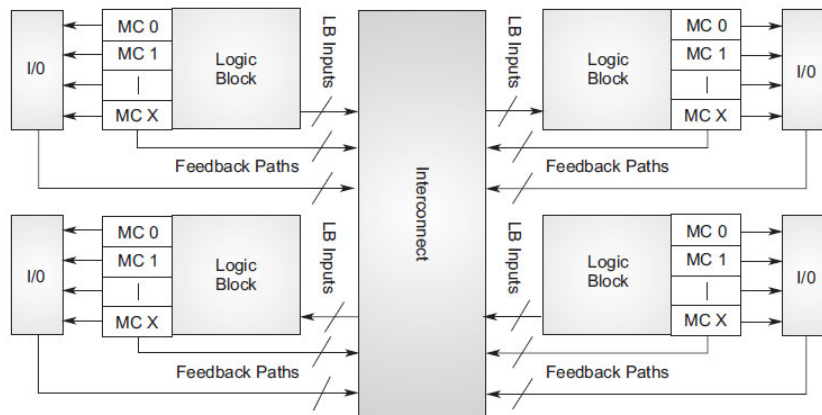 MC 0
MC 1
|
MC X
I/0
Logic
Block
LB Inputs
Feedback Paths
Interconnect
LB Inputs
Logic
Block
MC 0
MC 1
|
MC X
I/0
Feedback Paths
MC 0
MC 1
|
MC X
I/0
Logic
Block
LB Inputs
Feedback Paths
LB Inputs
Logic
Block
MC 0
MC 1
|
MC X
I/0
Feedback Paths